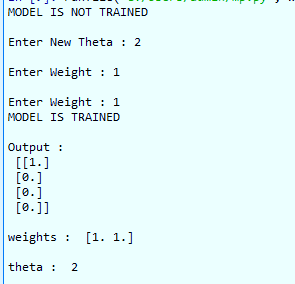 MODEL IS NOT TRAINED
Enter New Theta : 2
Enter Weight : 1
Enter Weight : 1
MODEL IS TRAINED
Output :
[[1.]
[0.]
[0.]
[0.]]
weights :  [1. 1.]
theta :  2